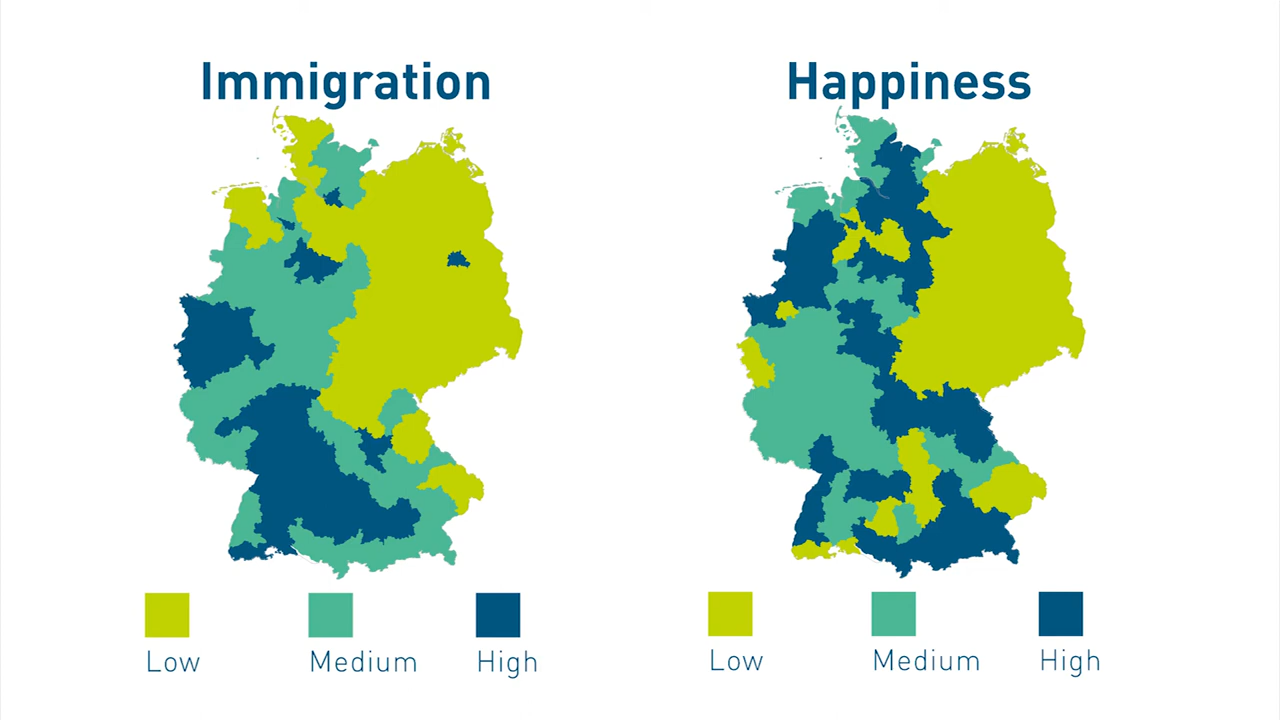 Immigration
Happiness
Low
Medium
High
Low
Medium
High